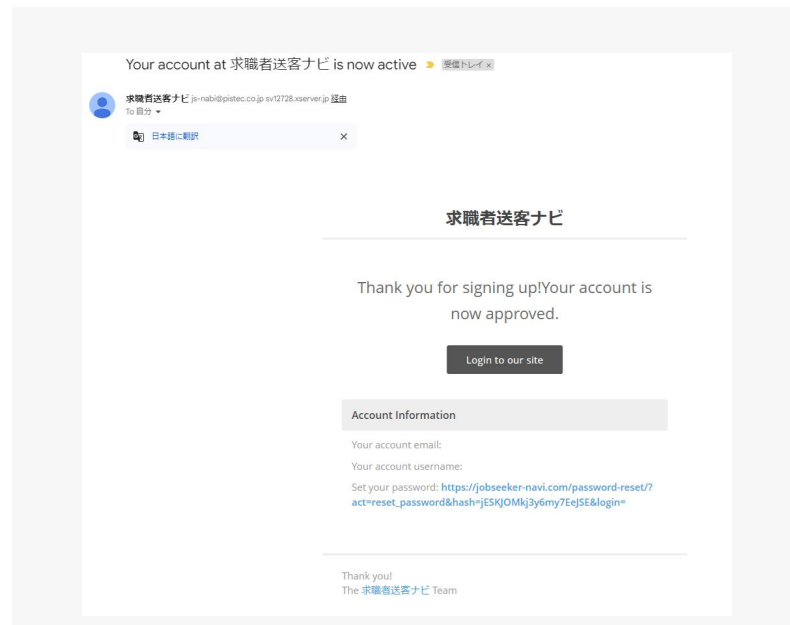 Your account at 求職者送客ナビ is now active 受信トレイ ×
求職者送客ナビ js-nabi@pistec.co.jp sv12728.xserver.jp 経由
To 自分
日本語に翻訳 ×
求職者送客ナビ
Thank you for signing up!Your account is
now approved.
Login to our site
Account Information
Your account email:
Your account username:
Set your password: https://jobseeker-navi.com/password-reset/?
act=reset_password&hash=jESKJOMkj3y6my7EeJSE&login=
Thank you!
The 求職者送客ナビ Team